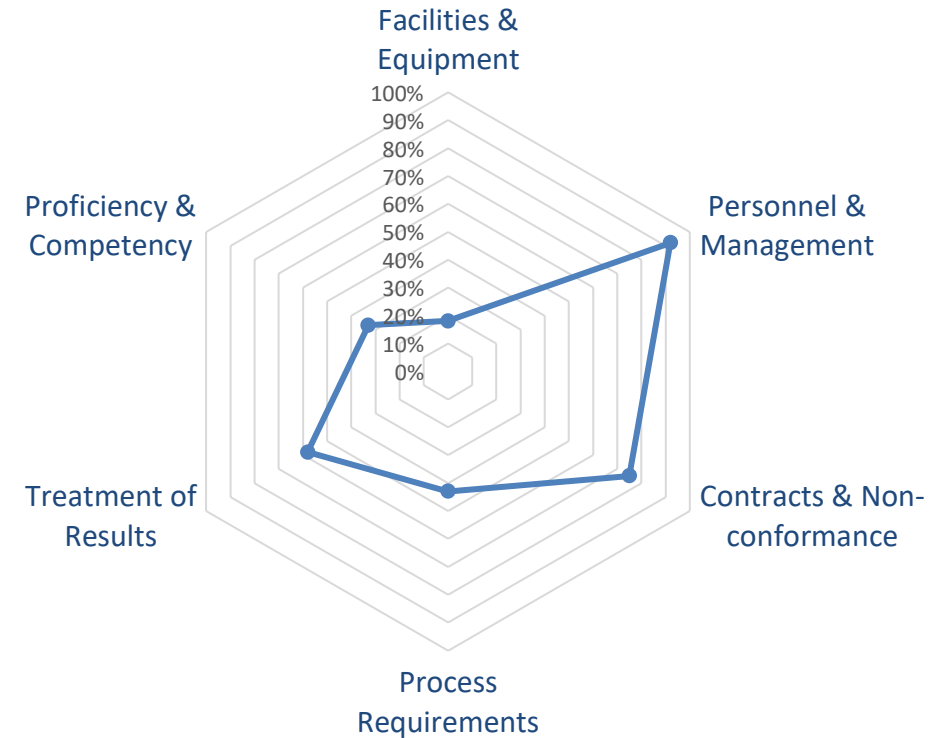 Facilities &
Equipment
100%
90%
80%
70%
60%
50%
40%
30%
20%
10%
0%
Personnel &
Management
Contracts & Non-
conformance
Process
Requirements
Treatment of
Results
Proficiency &
Competency